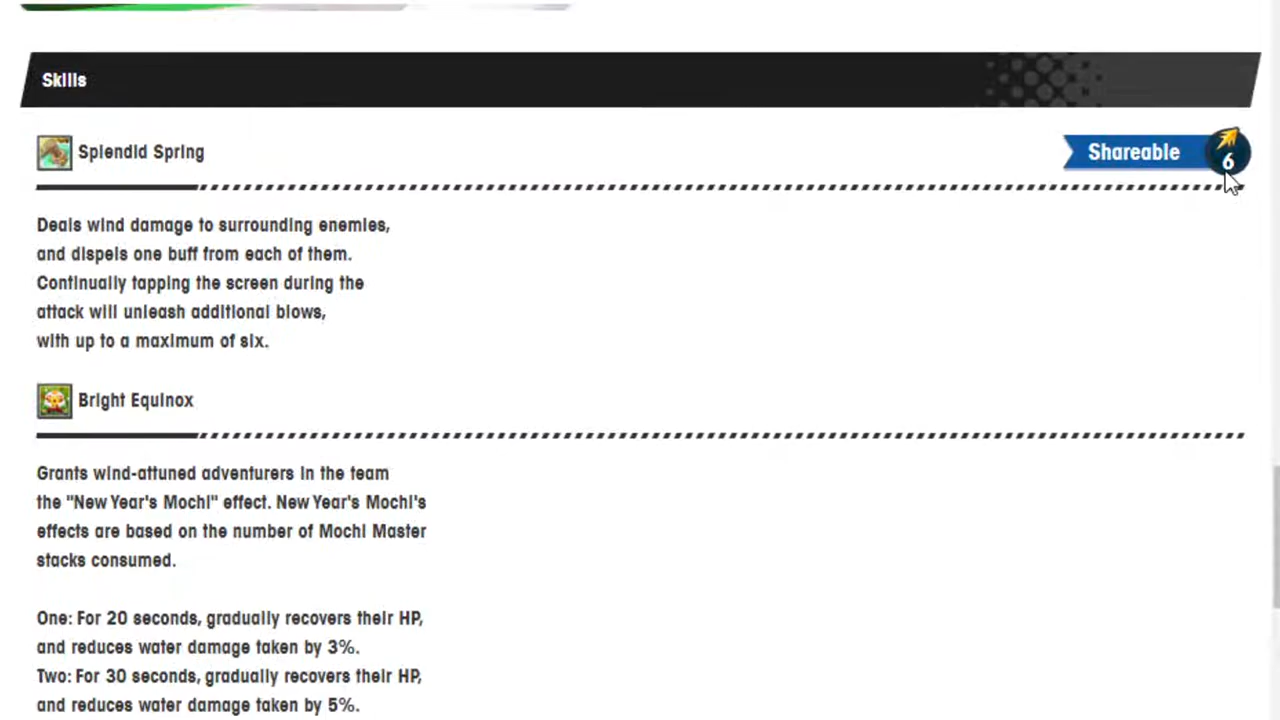 Skills
Splendid Spring
Shareable 6
Deals wind damage to surrounding enemies,
and dispels one buff from each of them.
Continually tapping the screen during the
attack will unleash additional blows,
with up to a maximum of six.
Bright Equinox
Grants wind-attuned adventurers in the team
the "New Year's Mochi" effect. New Year's Mochi's
effects are based on the number of Mochi Master
stacks consumed.
One: For 20 seconds, gradually recovers their HP,
and reduces water damage taken by 3%.
Two: For 30 seconds, gradually recovers their HP,
and reduces water damage taken by 5%.